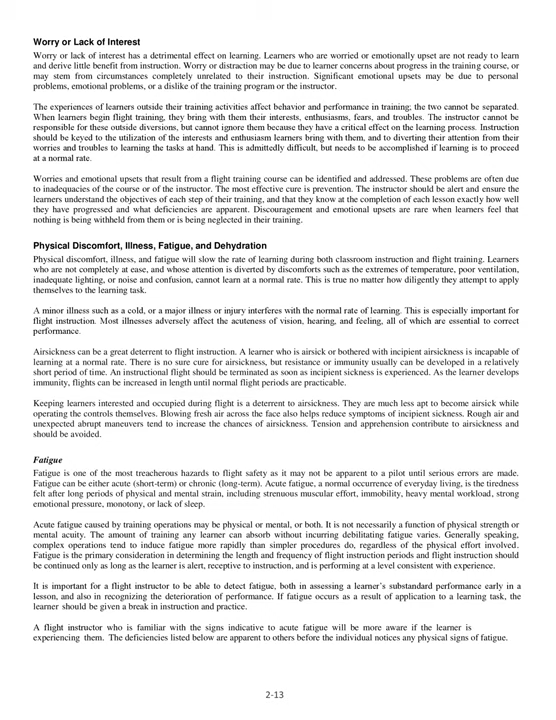 Worry or Lack of Interest
Worry or lack of interest has a detrimental effect on learning. Learners who are worried or emotionally upset are not ready to learn
and derive little benefit from instruction. Worry or distraction may be due to learner concerns about progress in the training course, or
may stem from circumstances completely unrelated to their instruction. Significant emotional upsets may be due to personal
problems, emotional problems, or a dislike of the training program or the instructor.
The experiences of learners outside their training activities affect behavior and performance in training; the two cannot be separated.
When learners begin flight training, they bring with them their interests, enthusiasms, fears, and troubles. The instructor cannot be
responsible for these outside diversions, but cannot ignore them because they have a critical effect on the learning process. Instruction
should be keyed to the utilization of the interests and enthusiasm learners bring with them, and to diverting their attention from their
worries and troubles to learning the tasks at hand. This is admittedly difficult, but needs to be accomplished if learning is to proceed
at a normal rate.
Worries and emotional upsets that result from a flight training course can be identified and addressed. These problems are often due
to inadequacies of the course or of the instructor. The most effective cure is prevention. The instructor should be alert and ensure the
learners understand the objectives of each step of their training, and that they know at the completion of each lesson exactly how well
they have progressed and what deficiencies are apparent. Discouragement and emotional upsets are rare when learners feel that
nothing is being withheld from them or is being neglected in their training.
Physical Discomfort, Illness, Fatigue, and Dehydration
Physical discomfort, illness, and fatigue will slow the rate of learning during both classroom instruction and flight training. Learners
who are not completely at ease, and whose attention is diverted by discomforts such as the extremes of temperature, poor ventilation,
inadequate lighting, or noise and confusion, cannot learn at a normal rate. This is true no matter how diligently they attempt to apply
themselves to the learning task.
A minor illness such as a cold, or a major illness or injury interferes with the normal rate of learning. This is especially important for
flight instruction. Most illnesses adversely affect the acuteness of vision, hearing, and feeling, all of which are essential to correct
performance.
Airsickness can be a great deterrent to flight instruction. A learner who is airsick or bothered with incipient airsickness is incapable of
learning at a normal rate. There is no sure cure for airsickness, but resistance or immunity usually can be developed in a relatively
short period of time. An instructional flight should be terminated as soon as incipient sickness is experienced. As the learner develops
immunity, flights can be increased in length until normal flight periods are practicable.
Keeping learners interested and occupied during flight is a deterrent to airsickness. They are much less apt to become airsick while
operating the controls themselves. Blowing fresh air across the face also helps reduce symptoms of incipient sickness. Rough air and
unexpected abrupt maneuvers tend to increase the chances of airsickness. Tension and apprehension contribute to airsickness and
should be avoided.
Fatigue
Fatigue is one of the most treacherous hazards to flight safety as it may not be apparent to a pilot until serious errors are made.
Fatigue can be either acute (short-term) or chronic (long-term). Acute fatigue, a normal occurrence of everyday living, is the tiredness
felt after long periods of physical and mental strain, including strenuous muscular effort, immobility, heavy mental workload, strong
emotional pressure, monotony, or lack of sleep.
Acute fatigue caused by training operations may be physical or mental, or both. It is not necessarily a function of physical strength or
mental acuity. The amount of training any learner can absorb without incurring debilitating fatigue varies. Generally speaking,
complex operations tend to induce fatigue more rapidly than simpler procedures do, regardless of the physical effort involved.
Fatigue is the primary consideration in determining the length and frequency of flight instruction periods and flight instruction should
be continued only as long as the learner is alert, receptive to instruction, and is performing at a level consistent with experience.
It is important for a flight instructor to be able to detect fatigue, both in assessing a learner's substandard performance early in a
lesson, and also in recognizing the deterioration of performance. If fatigue occurs as a result of application to a learning task, the
learner should be given a break in instruction and practice.
A flight instructor who is familiar with the signs indicative to acute fatigue will be more aware if the learner is
experiencing them. The deficiencies listed below are apparent to others before the individual notices any physical signs of fatigue.
2-13